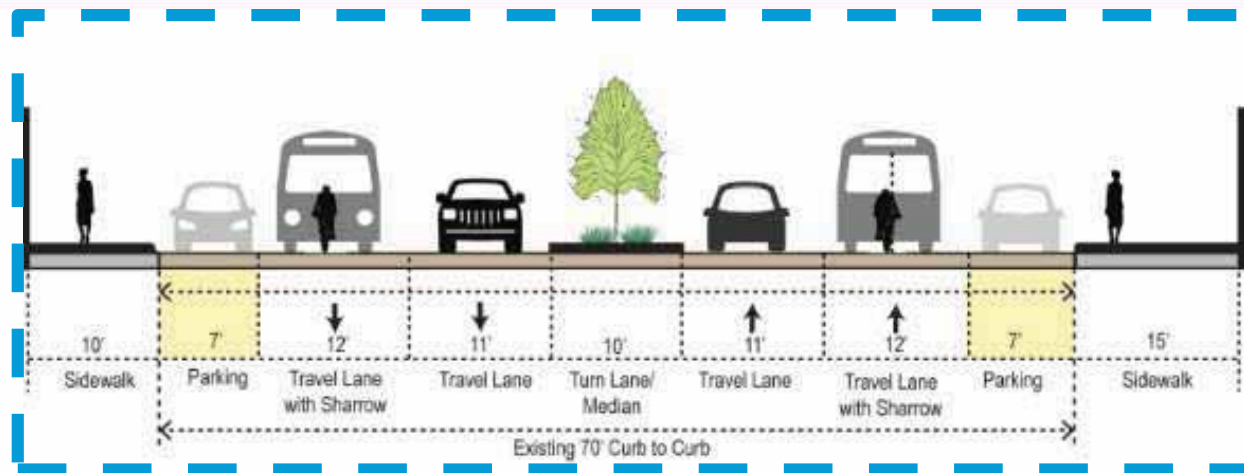 10' 7' 12' 11' 10' 11' 12' 7' 15'
Sidewalk Parking Travel Lane Travel Lane Turn Lane/ Travel Lane Travel Lane Parking Sidewalk
with Sharrow Median with Sharrow
Existing 70' Curb to Curb